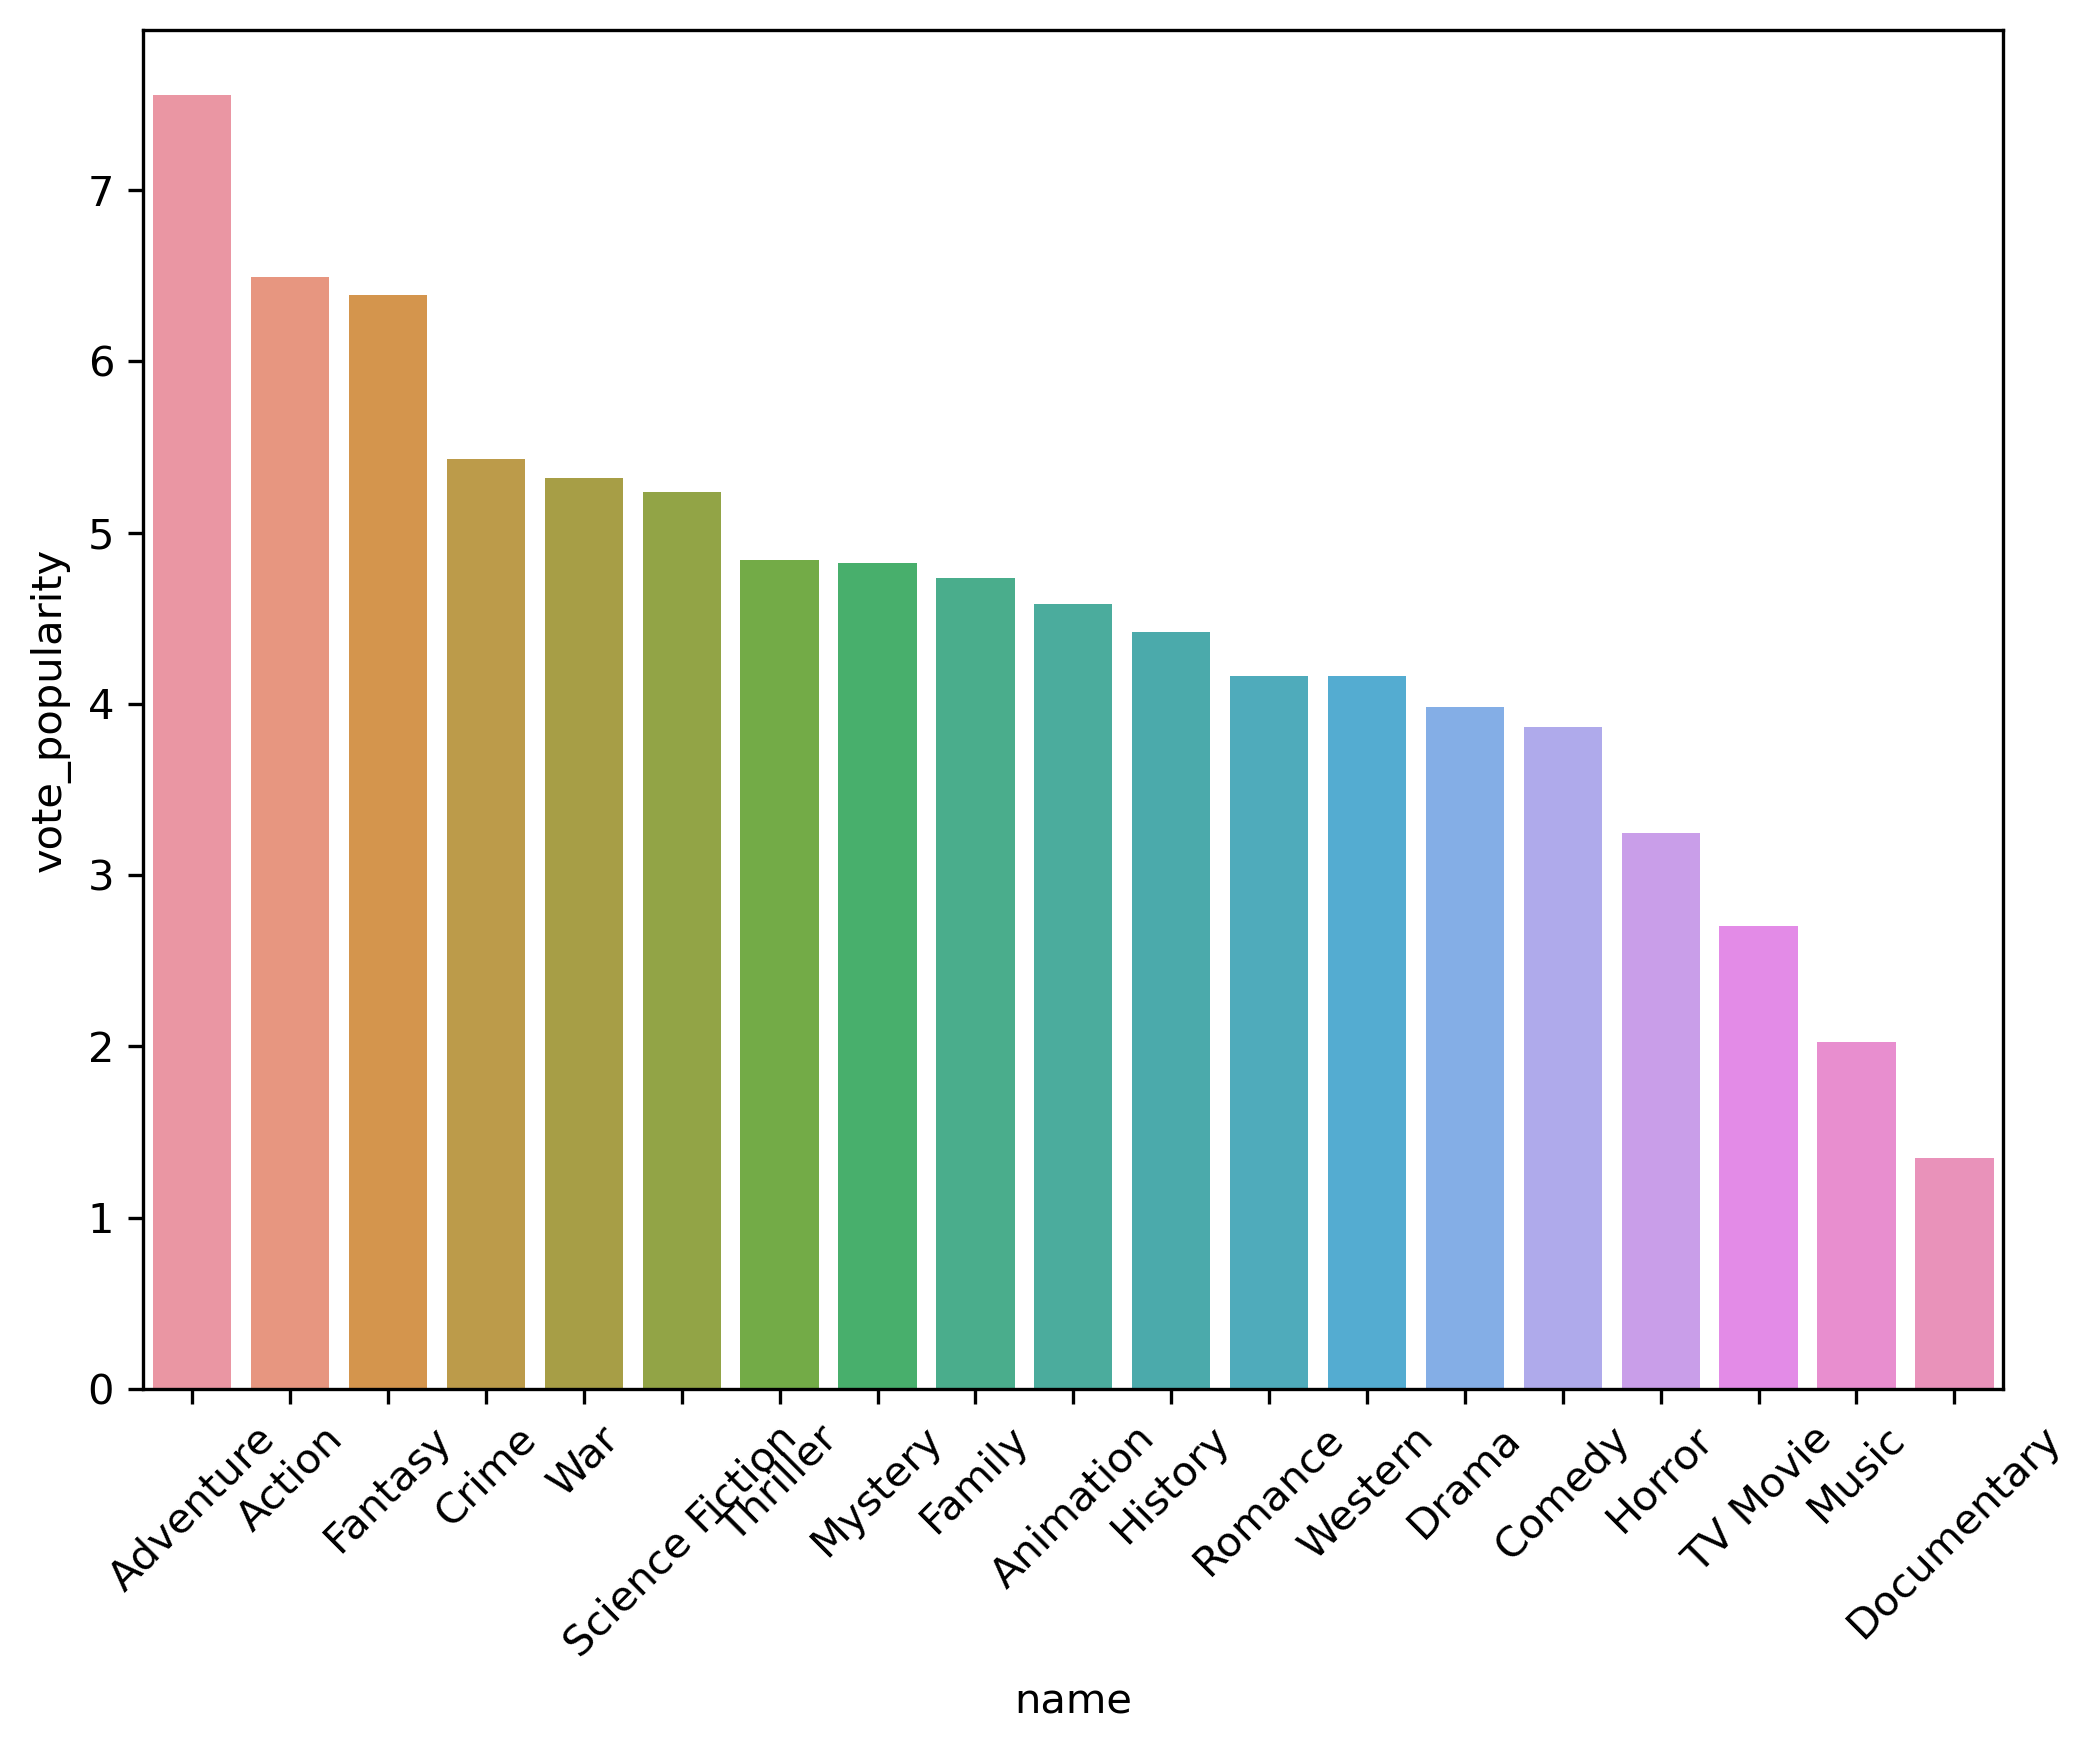 vote_popularity
7
6
5
4
3
2
1
0
Adventure
Action
Fantasy
Crime
War
Science Fiction
Thriller
Mystery
Family
Animation
History
Romance
Western
Drama
Comedy
Horror
TV Movie
Music
Documentary
name